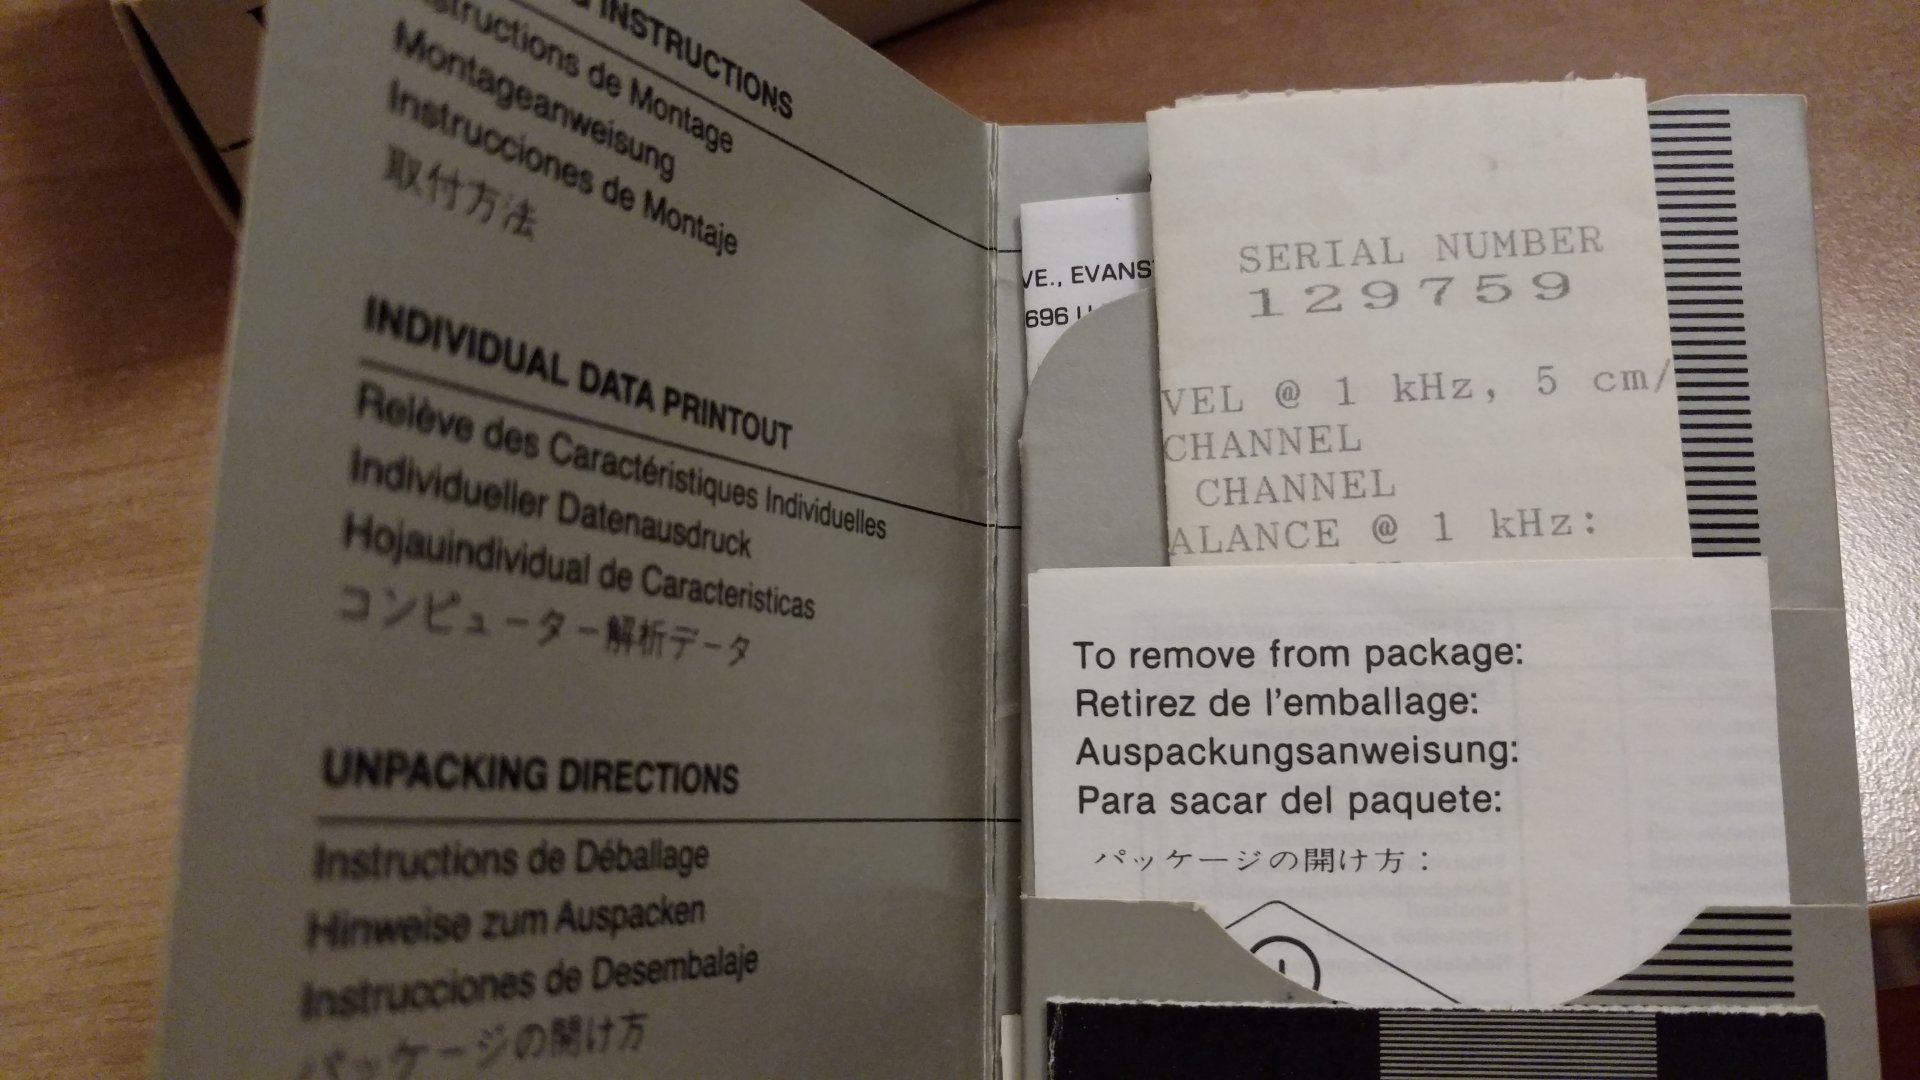 INSTRUCTIONS
Instructions de Montage
Montageanweisung
Instrucciones de Montaje
取付方法
INDIVIDUAL DATA PRINTOUT
Relève des Caractéristiques Individuelles
Individueller Datenausdruck
Hojauindividual de Caracteristicas
コンピューター解析データ
UNPACKING DIRECTIONS
Instructions de Déballage
Hinweise zum Auspacken
Instrucciones de Desembalaje
パッケージの開け方
VE., EVANS
696 U
SERIAL NUMBER
129759
VEL @ 1 kHz, 5 cm/
CHANNEL
CHANNEL
ALANCE @ 1 kHz:
To remove from package:
Retirez de l'emballage:
Auspackungsanweisung:
Para sacar del paquete:
パッケージの開け方: